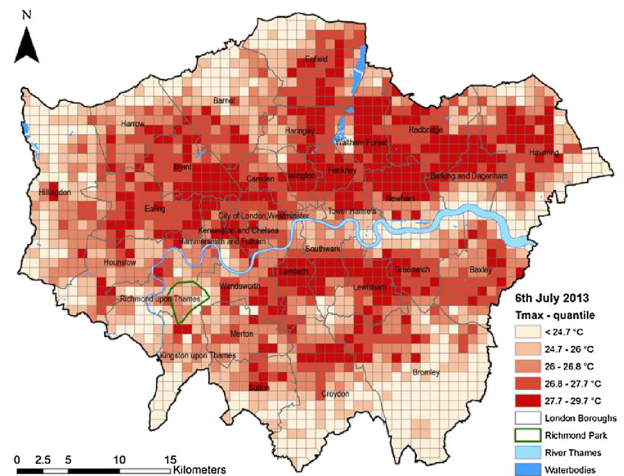 N
Enfield
Barnet
Harrow
Haringey
Waltham Forest
Redbridge
Havering
Brent
Camden
Islington
Hackney
Barking and Dagenham
Hillingdon
Ealing
Newham
City of London,Westminster
Tower Hamlets
Kensington and Chelsea
Hammersmith and Fulham
Southwark
Hounslow
Lambeth
Greenwich
Bexley
Wandsworth
Lewisham
Richmond upon Thames
Merton
Kingston upon Thames
Bromley
Sutton
Croydon
6th July 2013
Tmax - quantile
< 24.7 °C
24.7 - 26 °C
26 - 26.8 °C
26.8 - 27.7 °C
27.7 - 29.7 °C
London Boroughs
Richmond Park
River Thames
Waterbodies
0 2.5 5 10 15
Kilometers